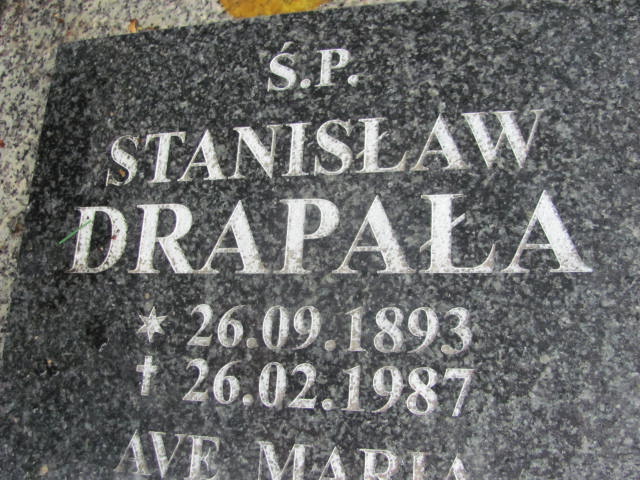 Ś.P.
STANISŁAW
DRAPAŁA
* 26.09.1893
† 26.02.1987
AVE MARIA